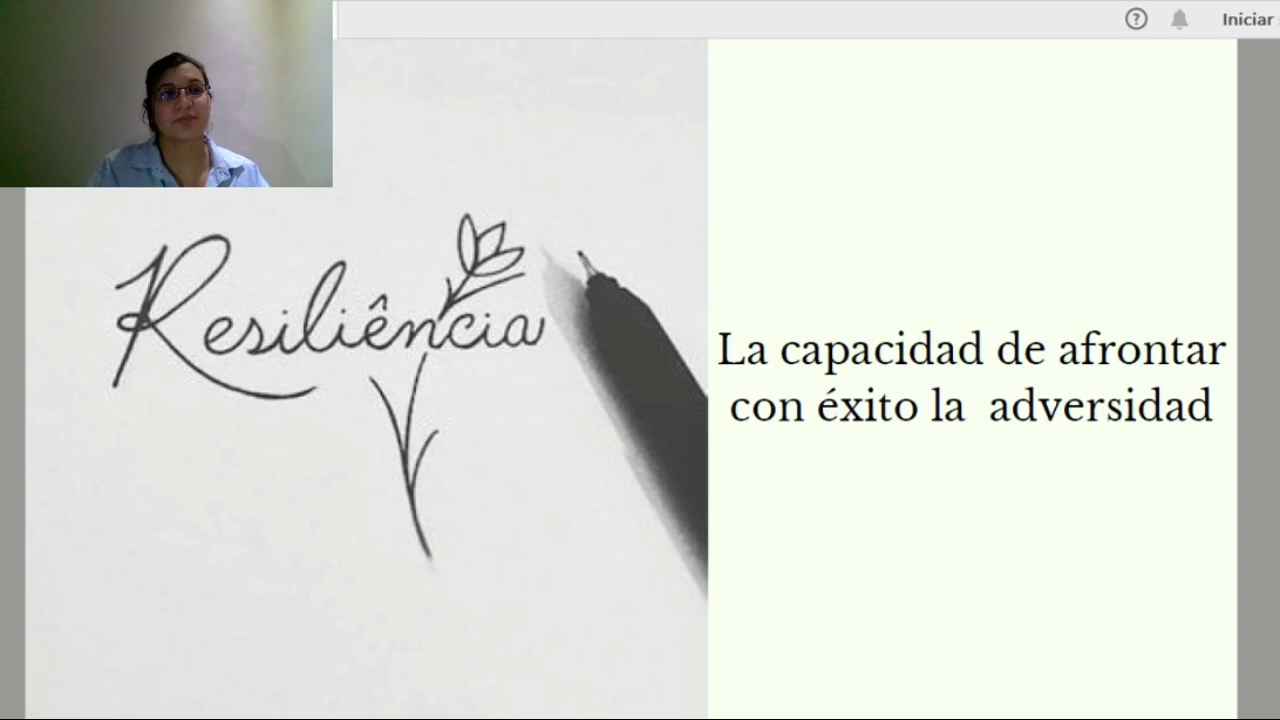 Iniciar
Resiliência
La capacidad de afrontar
con éxito la adversidad